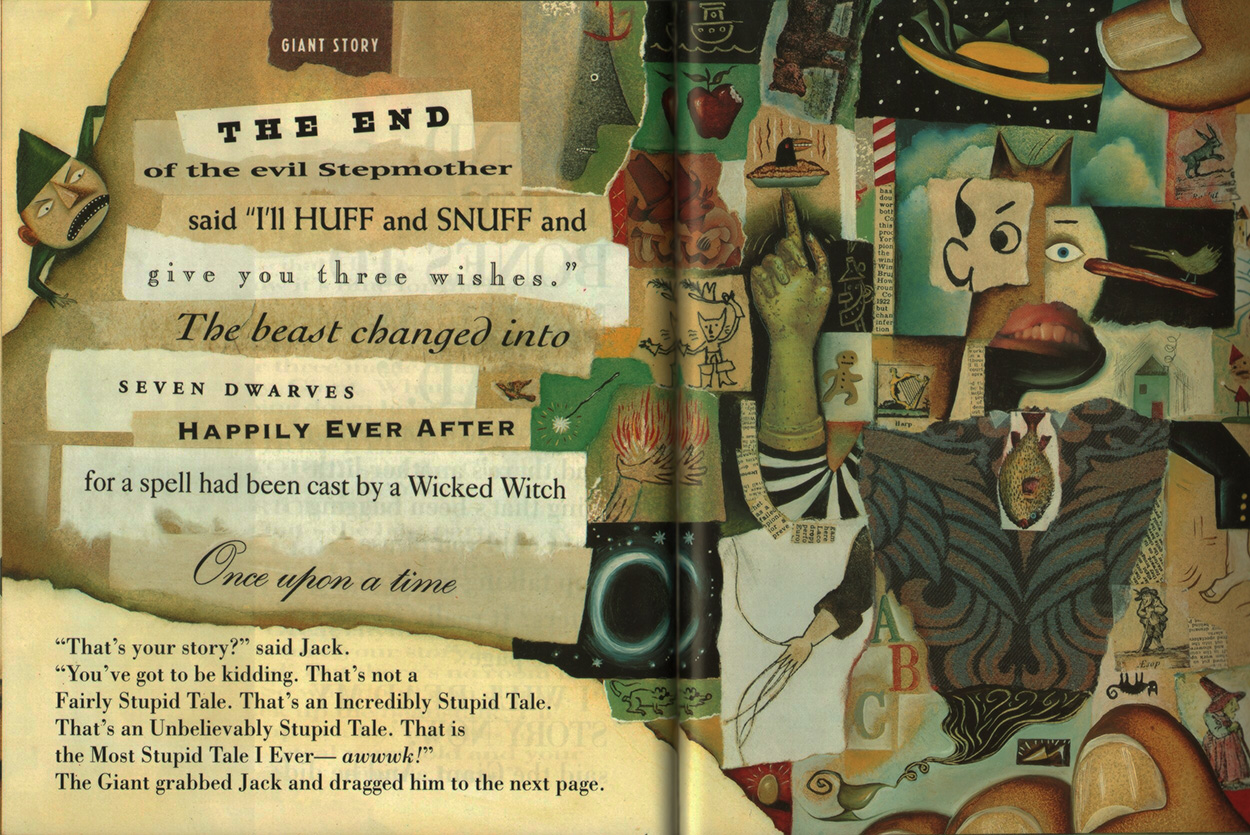 GIANT STORY
THE END
of the evil Stepmother
said "I'll HUFF and SNUFF and
give you three wishes."
The beast changed into
SEVEN DWARVES
HAPPILY EVER AFTER
for a spell had been cast by a Wicked Witch
Once upon a time
"That's your story?" said Jack.
"You've got to be kidding. That's not a
Fairly Stupid Tale. That's an Incredibly Stupid Tale.
That's an Unbelievably Stupid Tale. That is
the Most Stupid Tale I Ever— awwwk!"
The Giant grabbed Jack and dragged him to the next page.
Harp
A
B
C
Æsop